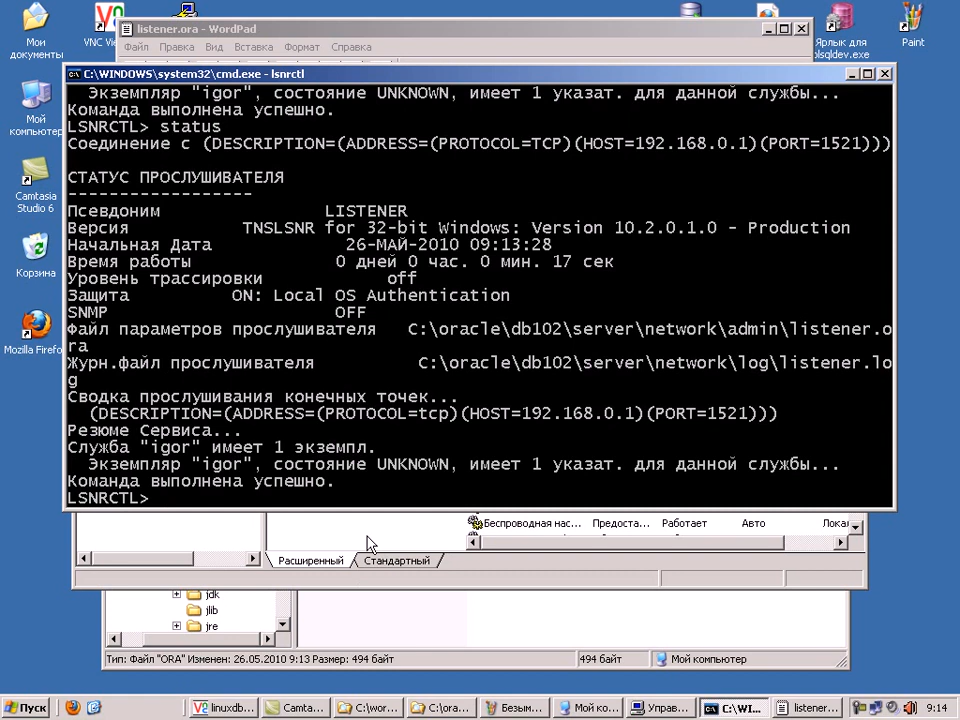 Мои документы
VNC Vie
listener.ora - WordPad
Файл Правка Вид Вставка Формат Справка
Ярлык для plsqldev.exe
Paint
C:\WINDOWS\system32\cmd.exe - lsnrctl
Мой компьютер
Camtasia Studio 6
Корзина
Mozilla Firefo
Экземпляр "igor", состояние UNKNOWN, имеет 1 указат. для данной службы...
Команда выполнена успешно.
LSNRCTL> status
Соединение с (DESCRIPTION=(ADDRESS=(PROTOCOL=TCP)(HOST=192.168.0.1)(PORT=1521)))
СТАТУС ПРОСЛУШИВАТЕЛЯ
------------------
Псевдоним LISTENER
Версия TNSLSNR for 32-bit Windows: Version 10.2.0.1.0 - Production
Начальная Дата 26-МАЙ-2010 09:13:28
Время работы 0 дней 0 час. 0 мин. 17 сек
Уровень трассировки off
Защита ON: Local OS Authentication
SNMP OFF
Файл параметров прослушивателя C:\oracle\db102\server\network\admin\listener.o
ra
Журн.файл прослушивателя C:\oracle\db102\server\network\log\listener.lo
g
Сводка прослушивания конечных точек...
(DESCRIPTION=(ADDRESS=(PROTOCOL=tcp)(HOST=192.168.0.1)(PORT=1521)))
Резюме Сервиса...
Служба "igor" имеет 1 экземпл.
Экземпляр "igor", состояние UNKNOWN, имеет 1 указат. для данной службы...
Команда выполнена успешно.
LSNRCTL>
Беспроводная нас... Предоста... Работает Авто Лока
Расширенный Стандартный
jdk
jlib
jre
Тип: Файл "ORA" Изменен: 26.05.2010 9:13 Размер: 494 байт 494 байт Мой компьютер
Пуск linuxdb... Camta... C:\wor... C:\ora... Безым... Мой ко... Управ... C:\WI... listener... 9:14